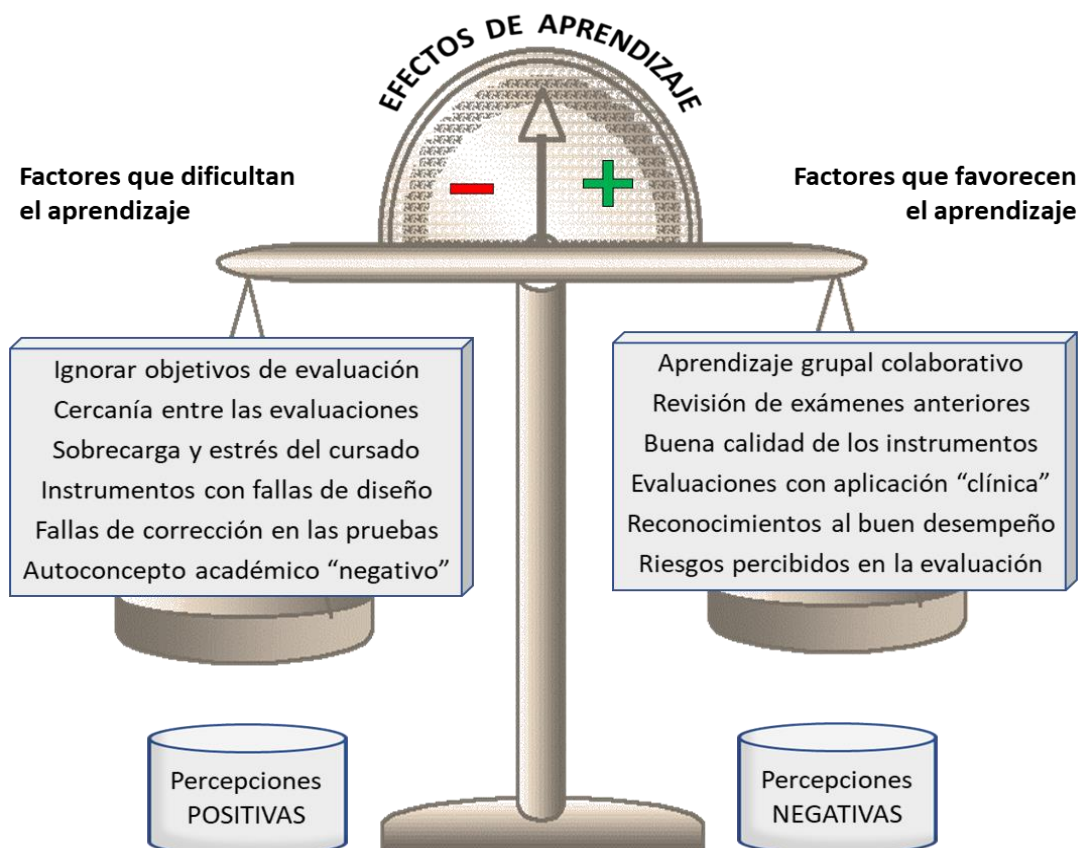 EFECTOS DE APRENDIZAJE
Factores que dificultan
el aprendizaje
Factores que favorecen
el aprendizaje
Ignorar objetivos de evaluación
Cercanía entre las evaluaciones
Sobrecarga y estrés del cursado
Instrumentos con fallas de diseño
Fallas de corrección en las pruebas
Autoconcepto académico “negativo”
Aprendizaje grupal colaborativo
Revisión de exámenes anteriores
Buena calidad de los instrumentos
Evaluaciones con aplicación “clínica”
Reconocimientos al buen desempeño
Riesgos percibidos en la evaluación
Percepciones
POSITIVAS
Percepciones
NEGATIVAS